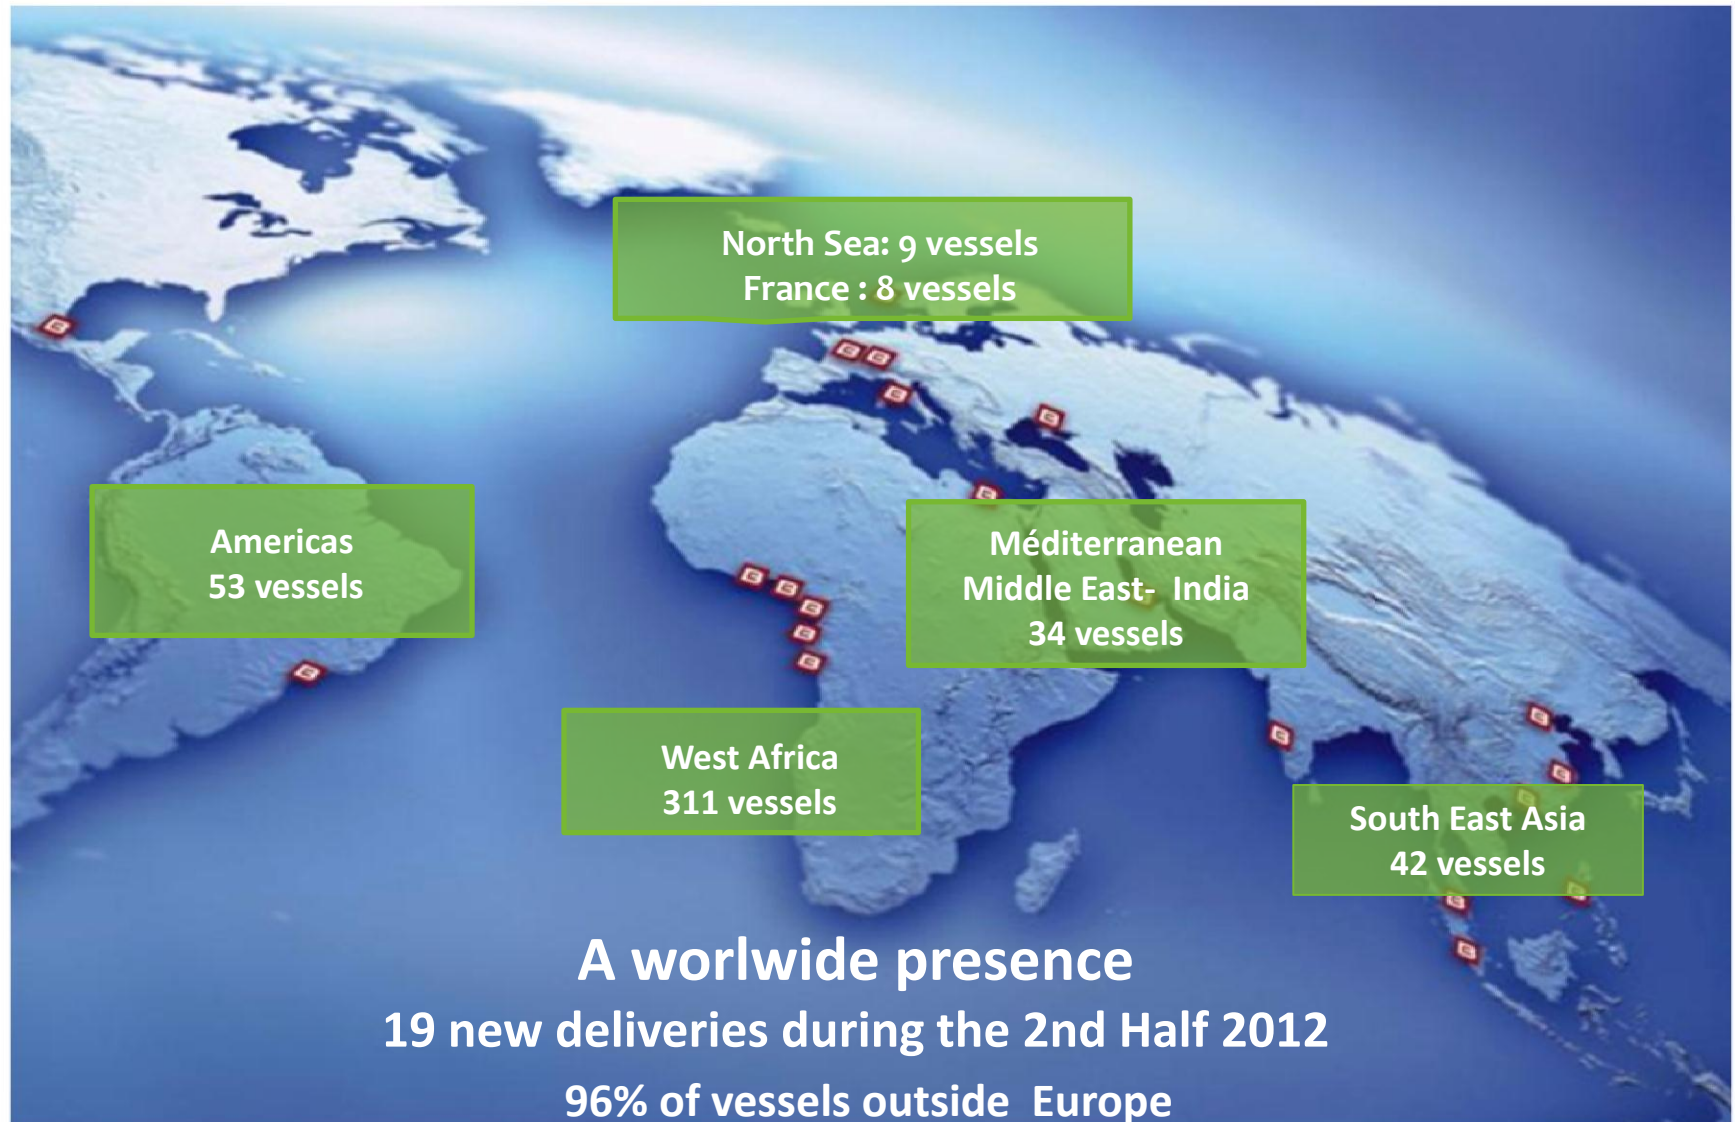 North Sea: 9 vessels
France : 8 vessels
Americas
53 vessels
Méditerranean
Middle East-  India
34 vessels
West Africa
311 vessels
South East Asia
42 vessels
A worlwide presence
19 new deliveries during the 2nd Half 2012
96% of vessels outside  Europe